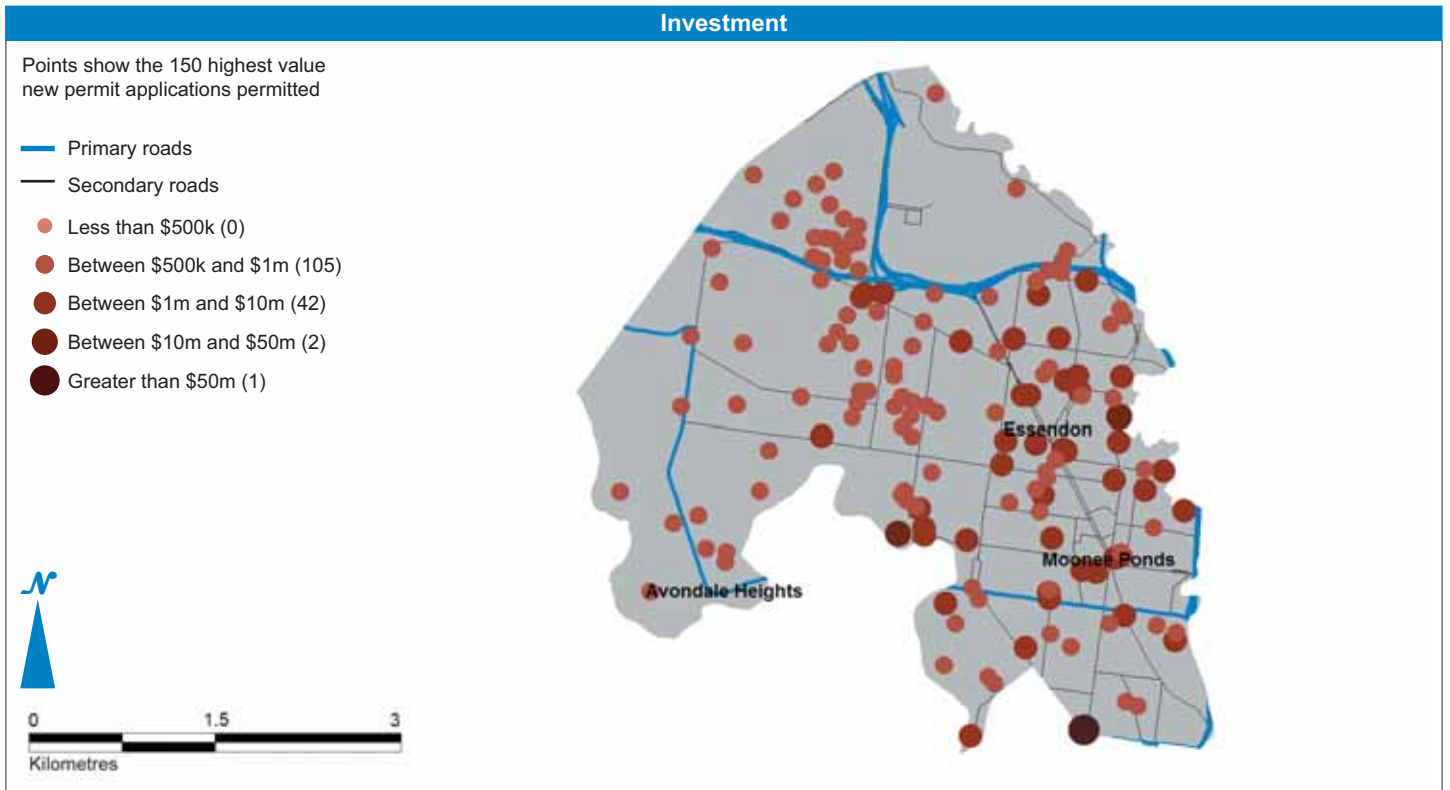 Investment
Points show the 150 highest value
new permit applications permitted
Primary roads
Secondary roads
Less than $500k (0)
Between $500k and $1m (105)
Between $1m and $10m (42)
Between $10m and $50m (2)
Greater than $50m (1)
Essendon
Moonee Ponds
Avondale Heights
N
0 1.5 3
Kilometres